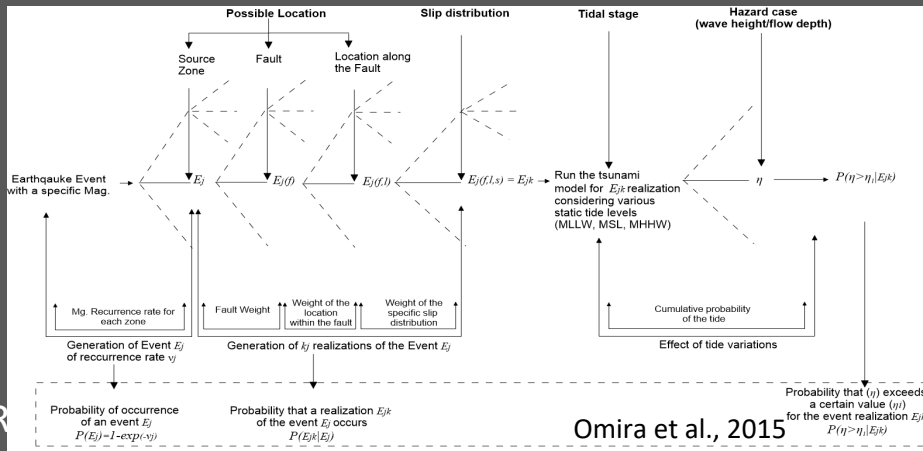 Possible Location
Slip distribution
Tidal stage
Hazard case
(wave height/flow depth)
Source
Zone
Fault
Location along
the Fault
Earthqauke Event
with a specific Mag.
Ej
Ej(f)
Ej(f,l)
Ej(f,l,s) = Ejk
Run the tsunami
model for Ejk realization
considering various
static tide levels
(MLLW, MSL, MHHW)
η
P(η>η₁|Ejk)
Mg. Recurrence rate for
each zone
Fault Weight
Weight of the
location
within the fault
Weight of the
specific slip
distribution
Cumulative probability
of the tide
Generation of Event Ej
of reccurrence rate νj
Generation of kj realizations of the Event Ej
Effect of tide variations
Probability of occurrence
of an event Ej
P(Ej)=1-exp(-νj)
Probability that a realization Ejk
of the event Ej occurs
P(Ejk|Ej)
Probability that (η) exceeds
a certain value (η₁)
for the event realization Ejk
P(η>η₁|Ejk)
R
Omira et al., 2015